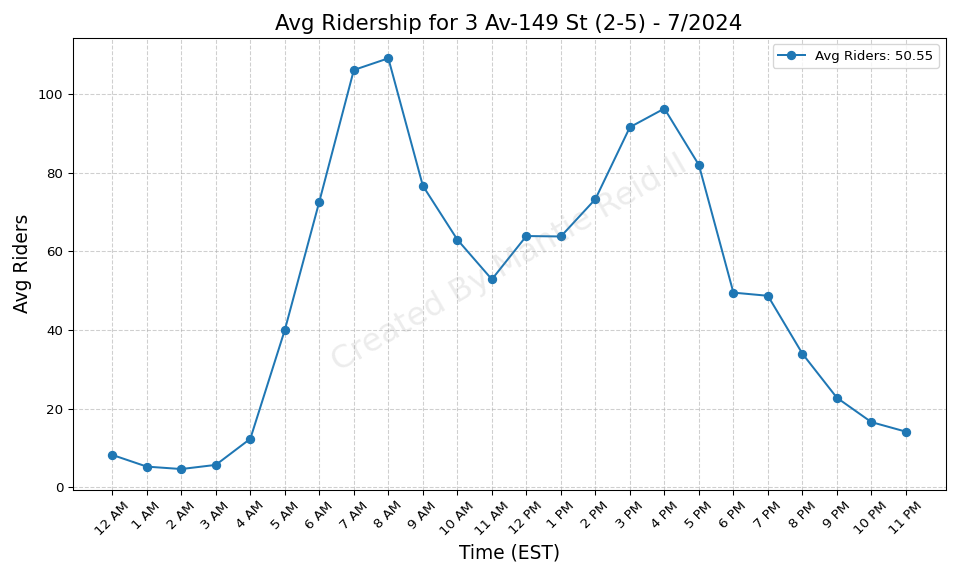 Avg Ridership for 3 Av-149 St (2-5) - 7/2024
Avg Riders: 50.55
Avg Riders
100
80
60
40
20
0
12 AM 1 AM 2 AM 3 AM 4 AM 5 AM 6 AM 7 AM 8 AM 9 AM 10 AM 11 AM 12 PM 1 PM 2 PM 3 PM 4 PM 5 PM 6 PM 7 PM 8 PM 9 PM 10 PM 11 PM
Time (EST)
Created By Mantie Reid II